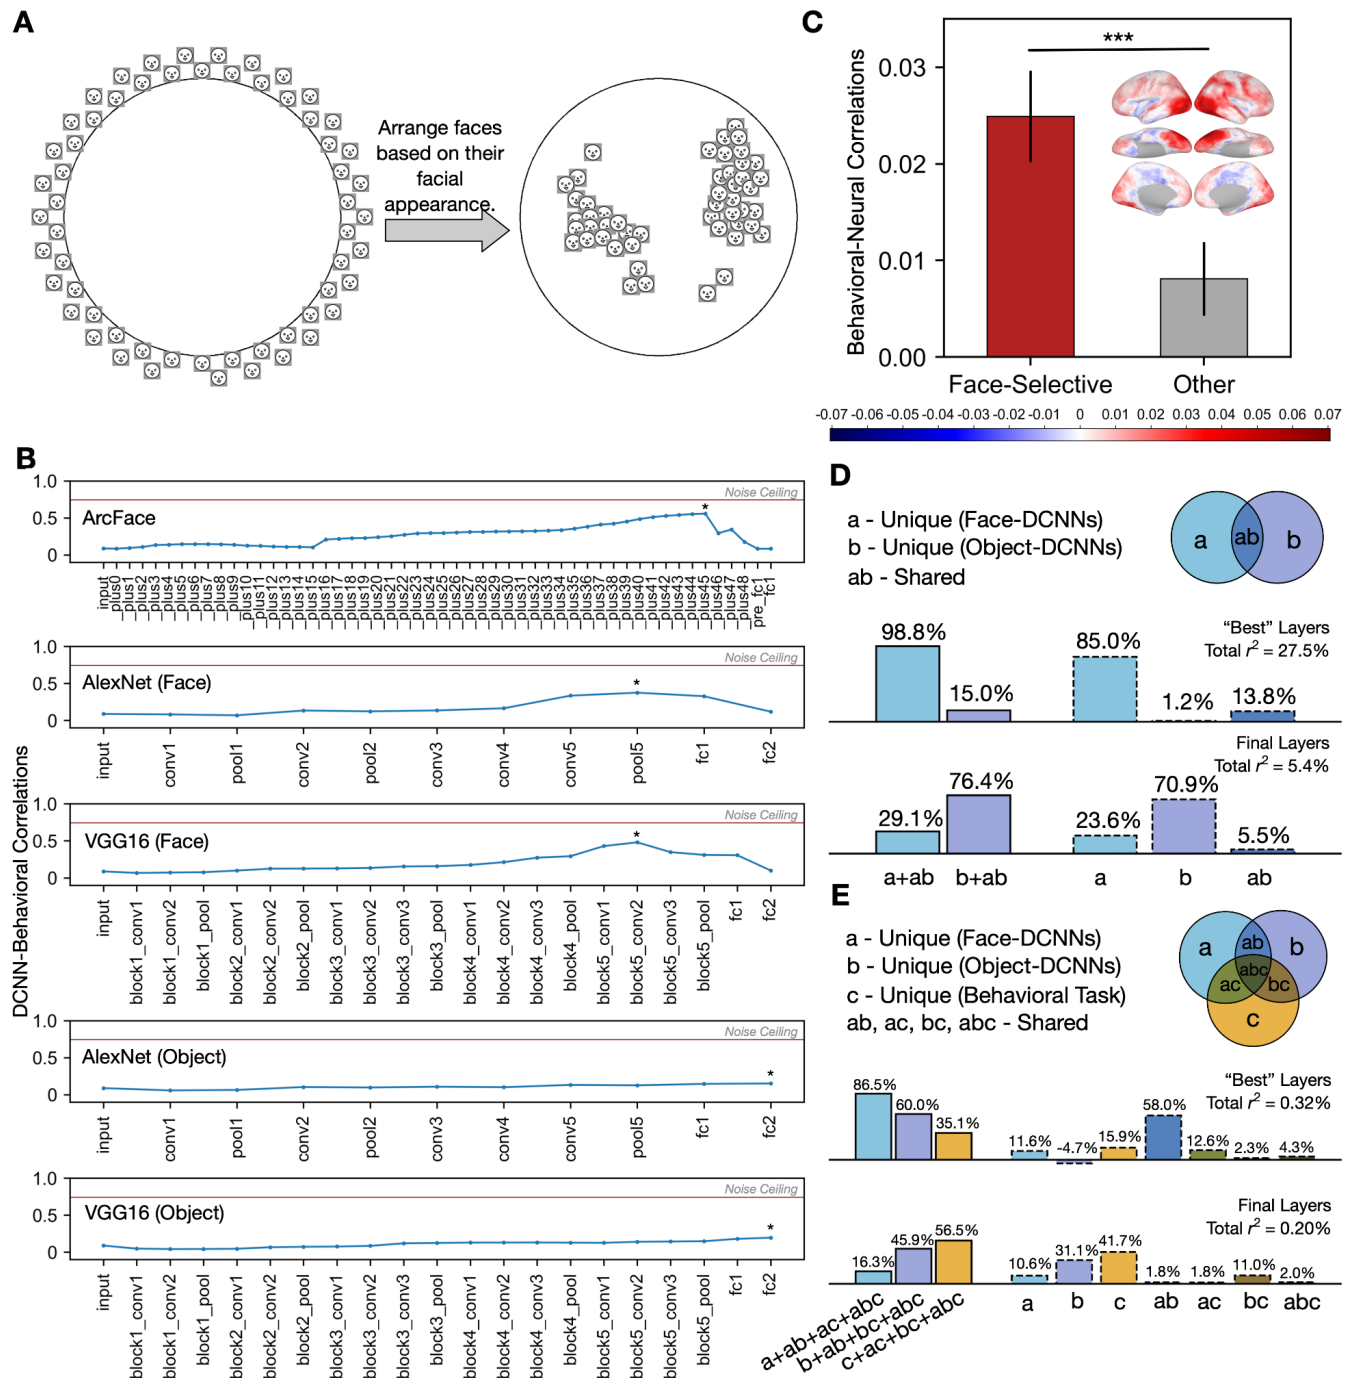 A
Arrange faces
based on their
facial
appearance.
C
Behavioral-Neural Correlations
0.03
0.02
0.01
0.00
***
Face-Selective
Other
-0.07 -0.06 -0.05 -0.04 -0.03 -0.02 -0.01 0 0.01 0.02 0.03 0.04 0.05 0.06 0.07
B
DCNN-Behavioral Correlations
1.0
0.5
0
Noise Ceiling
ArcFace
*
input
_plus0
_plus1
_plus2
_plus3
_plus4
_plus5
_plus6
_plus7
_plus8
_plus9
_plus10
_plus11
_plus12
_plus13
_plus14
_plus15
_plus16
_plus17
_plus18
_plus19
_plus20
_plus21
_plus22
_plus23
_plus24
_plus25
_plus26
_plus27
_plus28
_plus29
_plus30
_plus31
_plus32
_plus33
_plus34
_plus35
_plus36
_plus37
_plus38
_plus39
_plus40
_plus41
_plus42
_plus43
_plus44
_plus45
_plus46
_plus47
_plus48
pre_fc1
fc1
1.0
0.5
0
Noise Ceiling
AlexNet (Face)
*
input
conv1
pool1
conv2
pool2
conv3
conv4
conv5
pool5
fc1
fc2
1.0
0.5
0
Noise Ceiling
VGG16 (Face)
*
input
block1_conv1
block1_conv2
block1_pool
block2_conv1
block2_conv2
block2_pool
block3_conv1
block3_conv2
block3_conv3
block3_pool
block4_conv1
block4_conv2
block4_conv3
block4_pool
block5_conv1
block5_conv2
block5_conv3
block5_pool
fc1
fc2
1.0
0.5
0
Noise Ceiling
AlexNet (Object)
*
input
conv1
pool1
conv2
pool2
conv3
conv4
conv5
pool5
fc1
fc2
1.0
0.5
0
Noise Ceiling
VGG16 (Object)
*
input
block1_conv1
block1_conv2
block1_pool
block2_conv1
block2_conv2
block2_pool
block3_conv1
block3_conv2
block3_conv3
block3_pool
block4_conv1
block4_conv2
block4_conv3
block4_pool
block5_conv1
block5_conv2
block5_conv3
block5_pool
fc1
fc2
D
a - Unique (Face-DCNNs)
b - Unique (Object-DCNNs)
ab - Shared
a ab b
“Best” Layers
Total r² = 27.5%
98.8% 15.0% 85.0% 1.2% 13.8%
Final Layers
Total r² = 5.4%
29.1% 76.4% 23.6% 70.9% 5.5%
a+ab b+ab a b ab
E
a - Unique (Face-DCNNs)
b - Unique (Object-DCNNs)
c - Unique (Behavioral Task)
ab, ac, bc, abc - Shared
a ab b
abc
ac bc
c
“Best” Layers
Total r² = 0.32%
86.5% 60.0% 35.1% 11.6% -4.7% 15.9% 58.0% 12.6% 2.3% 4.3%
Final Layers
Total r² = 0.20%
16.3% 45.9% 56.5% 10.6% 31.1% 41.7% 1.8% 1.8% 11.0% 2.0%
a+ab+ac+abc
b+ab+bc+abc
c+ac+bc+abc
a b c ab ac bc abc